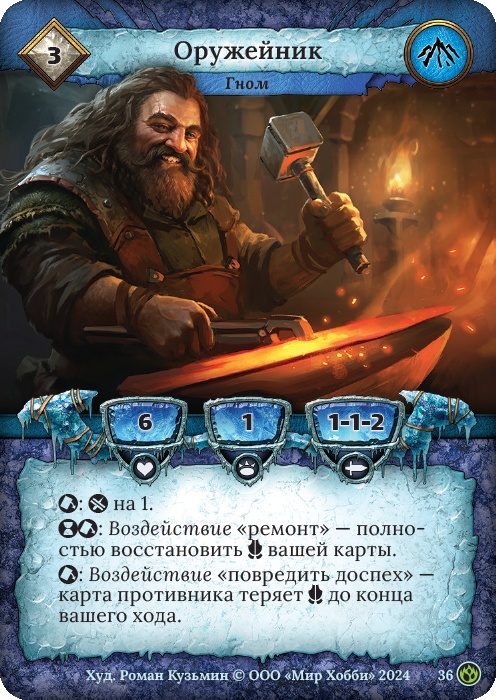 3
Оружейник
Гном
6
1
1-1-2
: на 1.
: Воздействие «ремонт» — полно-
стью восстановить вашей карты.
: Воздействие «повредить доспех» —
карта противника теряет до конца
вашего хода.
Худ. Роман Кузьмин © ООО «Мир Хобби» 2024
36